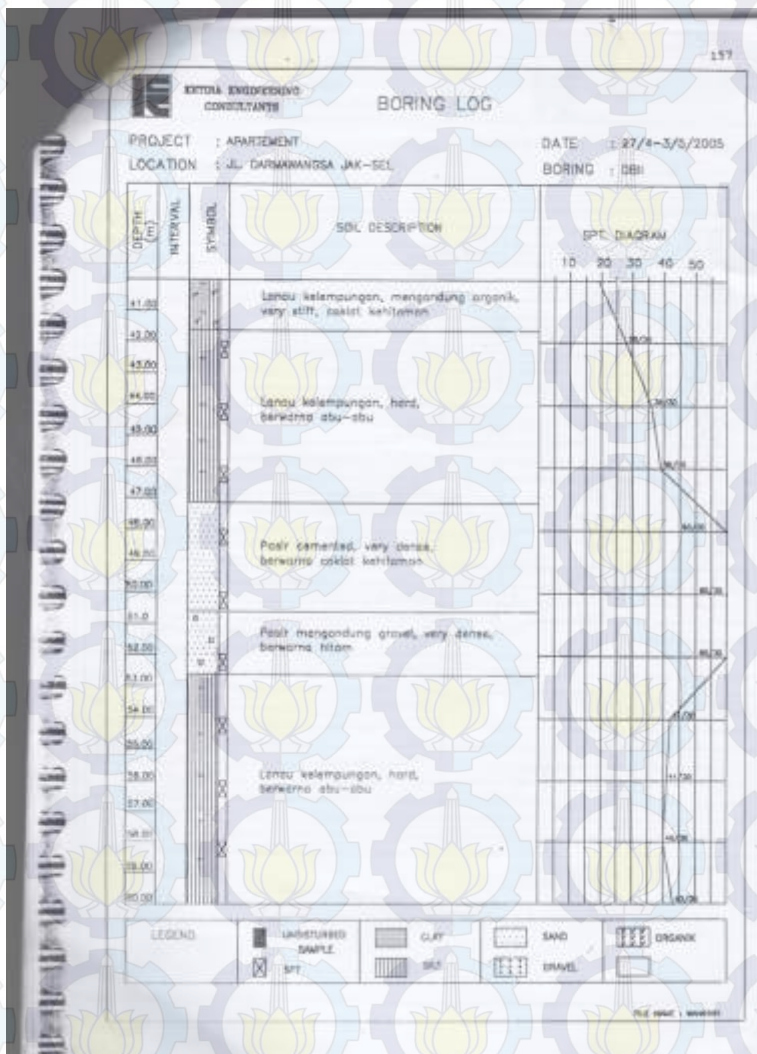 157
KETIRA ENGINEERING
CONSULTANTS
BORING LOG
PROJECT : APARTEMENT
DATE : 27/4-3/5/2005
LOCATION : JL. DARMAWANGSA JAK-SEL
BORING :
DEPTH (m)
INTERVAL
SYMBOL
SOIL DESCRIPTION
SPT. DIAGRAM
10 20 30 40 50
Lanau kelempungan, mengandung organik,
very stiff, coklat kehitaman
41.00
42.00
43.00
44.00
Lanau kelempungan, hard,
berwarna abu-abu
45.00
46.00
47.00
48.00
Pasir cemented, very dense,
berwarna coklat kehitaman
49.00
50.00
51.0
Pasir mengandung gravel, very dense,
berwarna hitam
52.00
53.00
54.00
55.00
56.00
Lanau kelempungan, hard,
berwarna abu-abu
57.00
58.00
59.00
60.00
LEGEND
UNDISTURBED
SAMPLE
CLAY
SAND
ORGANIK
SPT
SILT
GRAVEL
FILE NAME :